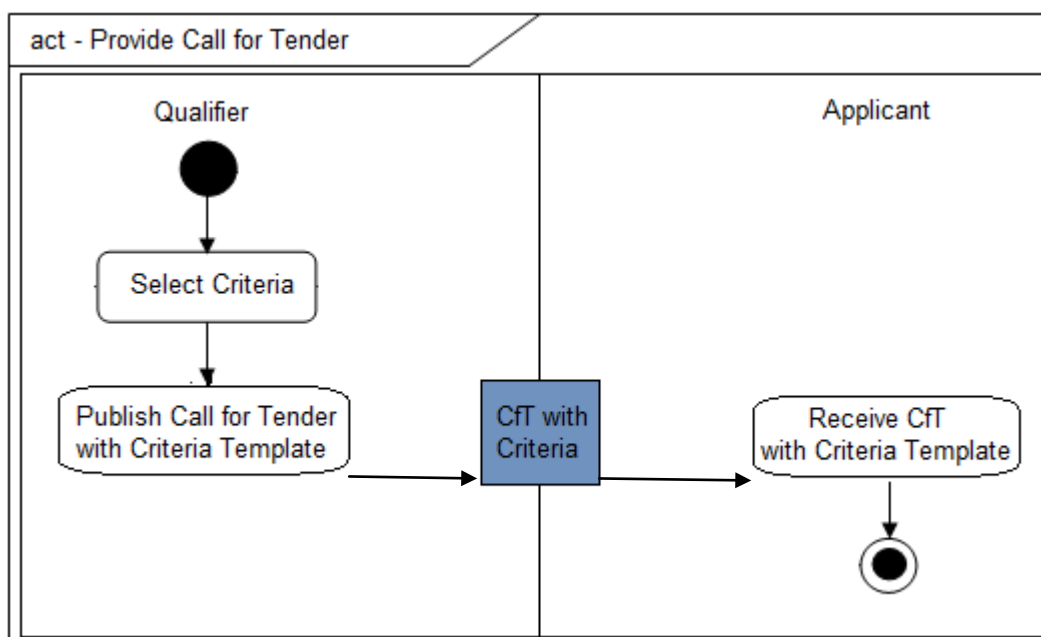 act - Provide Call for Tender
Qualifier
Applicant
Select Criteria
Publish Call for Tender
with Criteria Template
CfT with
Criteria
Receive CfT
with Criteria Template